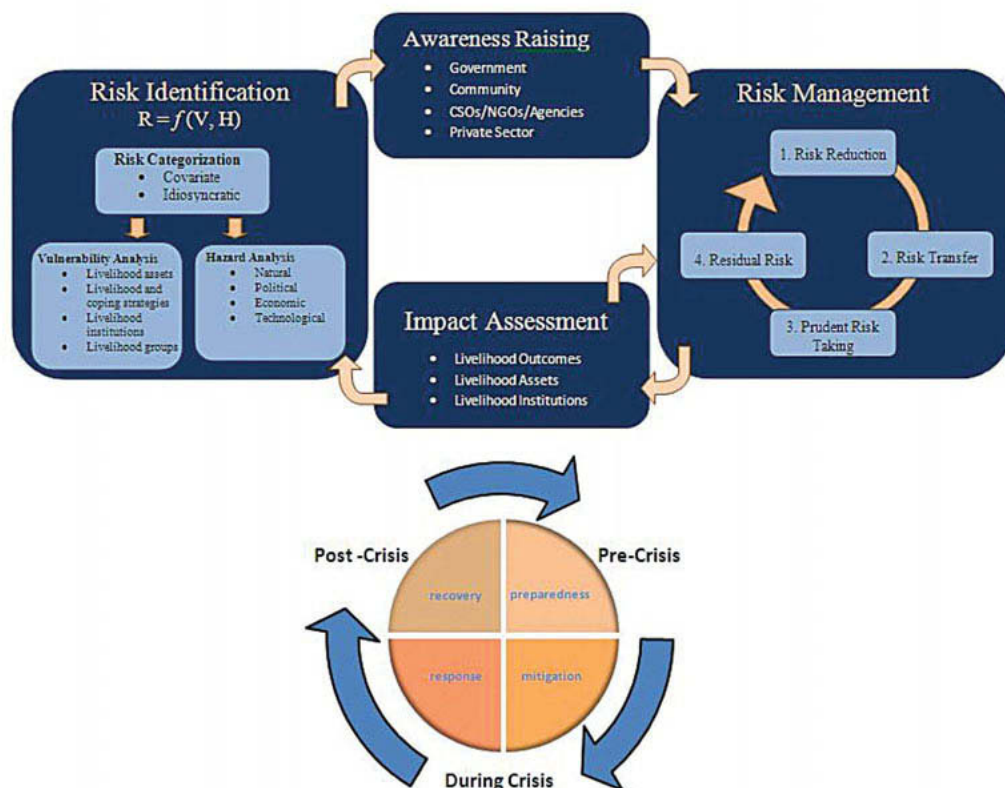 Risk Identification
R = f (V, H)
Risk Categorization
• Covariate
• Idiosyncratic
Vulnerability Analysis
• Livelihood assets
• Livelihood and
coping strategies
• Livelihood
institutions
• Livelihood groups
Hazard Analysis
• Natural
• Political
• Economic
• Technological
Awareness Raising
• Government
• Community
• CSOs/NGOs/Agencies
• Private Sector
Risk Management
1. Risk Reduction
2. Risk Transfer
3. Prudent Risk
Taking
4. Residual Risk
Impact Assessment
• Livelihood Outcomes
• Livelihood Assets
• Livelihood Institutions
Post -Crisis
Pre-Crisis
recovery
preparedness
response
mitigation
During Crisis